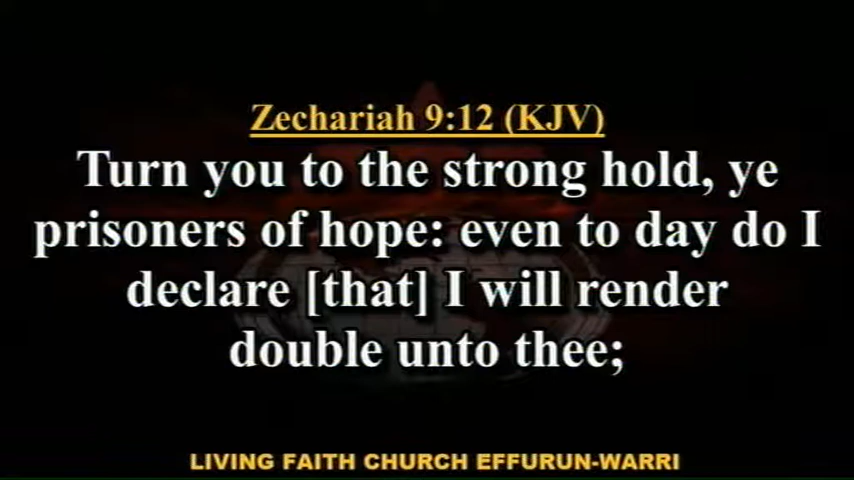 Zechariah 9:12 (KJV)
Turn you to the strong hold, ye
prisoners of hope: even to day do I
declare [that] I will render
double unto thee;
LIVING FAITH CHURCH EFFURUN-WARRI